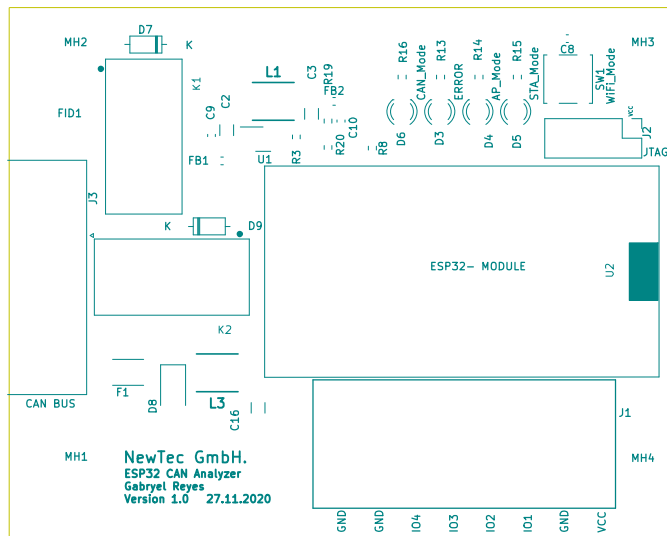 D7
MH2
K
K1
FID1
C9
C2
FB1
L1
C3
R19
FB2
C10
U1
R3
R20
R8
R16
CAN_Mode
R13
ERROR
R14
AP_Mode
R15
STA_Mode
C8
SW1
WiFi_Mode
MH3
D6
D3
D4
D5
VCC
J2
JTAG
J3
K
D9
ESP32- MODULE
U2
K2
F1
D8
L3
C16
CAN BUS
J1
MH1
NewTec GmbH.
ESP32 CAN Analyzer
Gabryel Reyes
Version 1.0 27.11.2020
MH4
GND
GND
IO4
IO3
IO2
IO1
GND
VCC